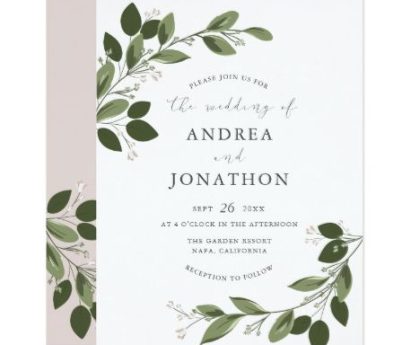 PLEASE JOIN US FOR
the wedding of
ANDREA
and
JONATHON
SEPT 26 20XX
AT 4 O'CLOCK IN THE AFTERNOON
THE GARDEN RESORT
NAPA, CALIFORNIA
RECEPTION TO FOLLOW